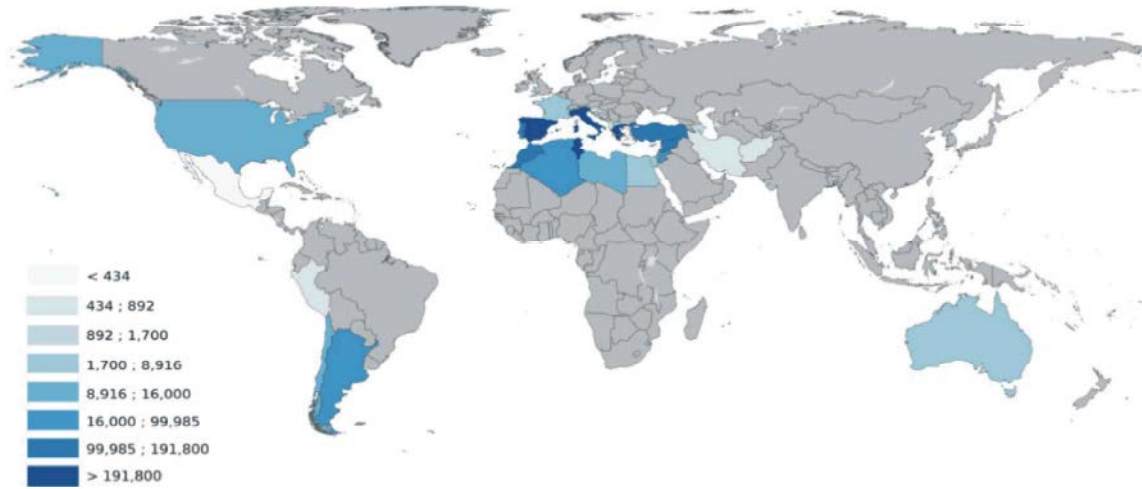 < 434
434 ; 892
892 ; 1,700
1,700 ; 8,916
8,916 ; 16,000
16,000 ; 99,985
99,985 ; 191,800
> 191,800